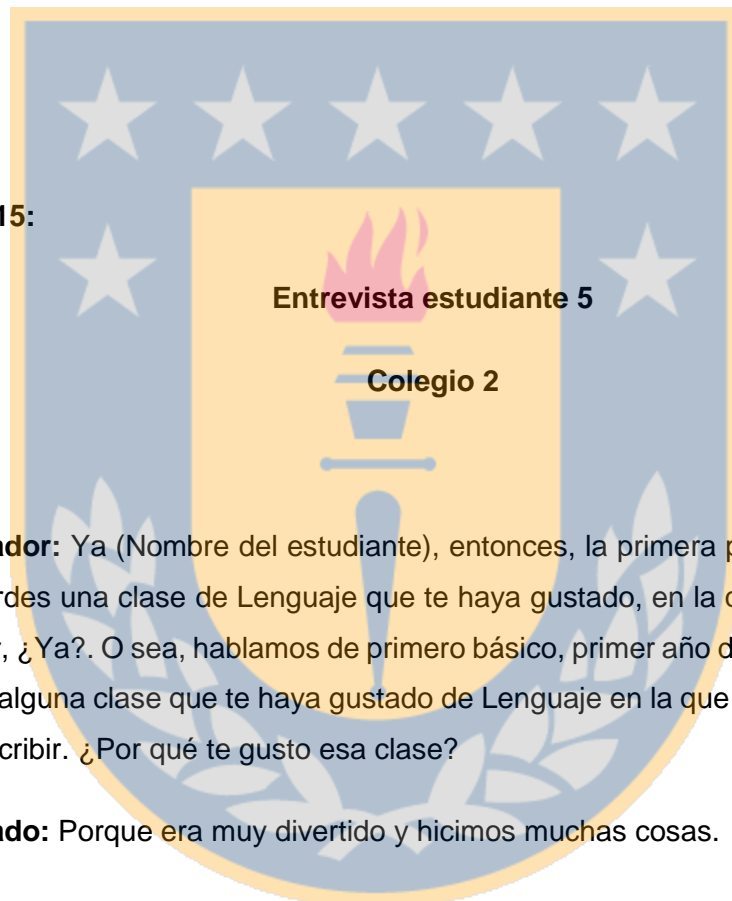 15:
Entrevista estudiante 5
Colegio 2
ador: Ya (Nombre del estudiante), entonces, la primera p
rdes una clase de Lenguaje que te haya gustado, en la
, ¿Ya?. O sea, hablamos de primero básico, primer año d
alguna clase que te haya gustado de Lenguaje en la que
cribir. ¿Por qué te gusto esa clase?
ado: Porque era muy divertido y hicimos muchas cosas.